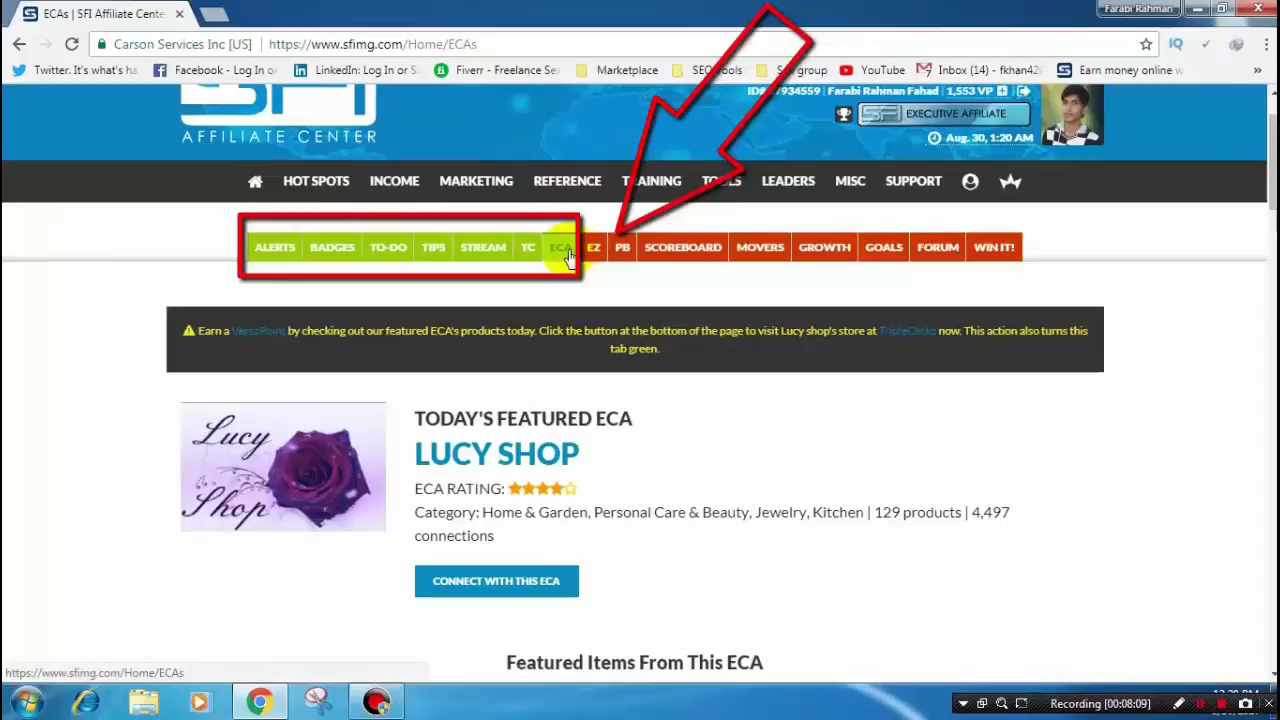 ECAs | SFI Affiliate Cente
Farabi Rahman
Carson Services Inc [US] | https://www.sfimg.com/Home/ECAs
IQ
Twitter. It's what's ha Facebook - Log In or LinkedIn: Log In or S Fiverr - Freelance Se Marketplace SEO Tools group YouTube Inbox (14) - fkhan42 Earn money online w »
SFI
AFFILIATE CENTER
7934559 | Farabi Rahman Fahad | 1,553 VP
SFI EXECUTIVE AFFILIATE
Aug. 30, 1:20 AM
HOT SPOTS INCOME MARKETING REFERENCE TRAINING TOOLS LEADERS MISC SUPPORT
ALERTS BADGES TO-DO TIPS STREAM TC ECA EZ PB SCOREBOARD MOVERS GROWTH GOALS FORUM WIN IT!
Earn a VersaPoint by checking out our featured ECA's products today. Click the button at the bottom of the page to visit Lucy shop's store at TripleClicks now. This action also turns this
tab green.
Lucy
Shop
TODAY'S FEATURED ECA
LUCY SHOP
ECA RATING:
Category: Home & Garden, Personal Care & Beauty, Jewelry, Kitchen | 129 products | 4,497
connections
CONNECT WITH THIS ECA
Featured Items From This ECA
https://www.sfimg.com/Home/ECAs
Recording [00:08:09]